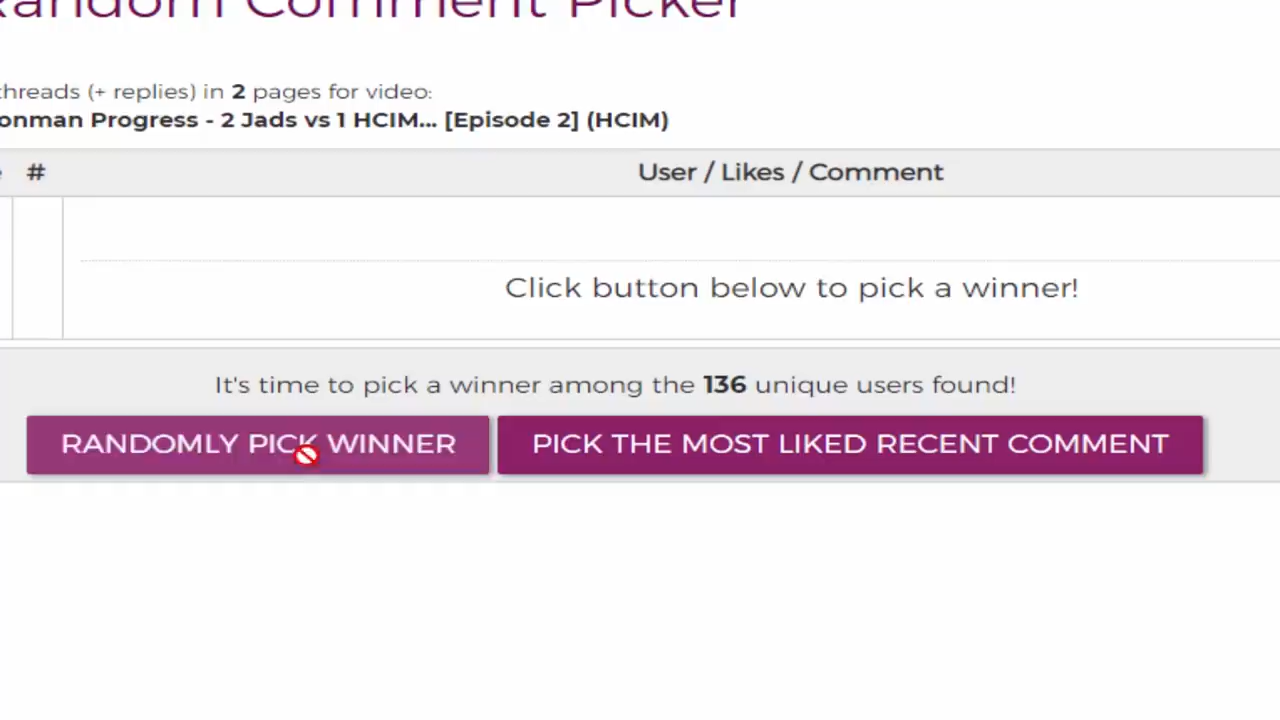 Comment Picker
(+ replies) in 2 pages for video:
Progress - 2 Jads vs 1 HCIM... [Episode 2] (HCIM)
# User / Likes / Comment
Click button below to pick a winner!
It's time to pick a winner among the 136 unique users found!
RANDOMLY PICK WINNER PICK THE MOST LIKED RECENT COMMENT